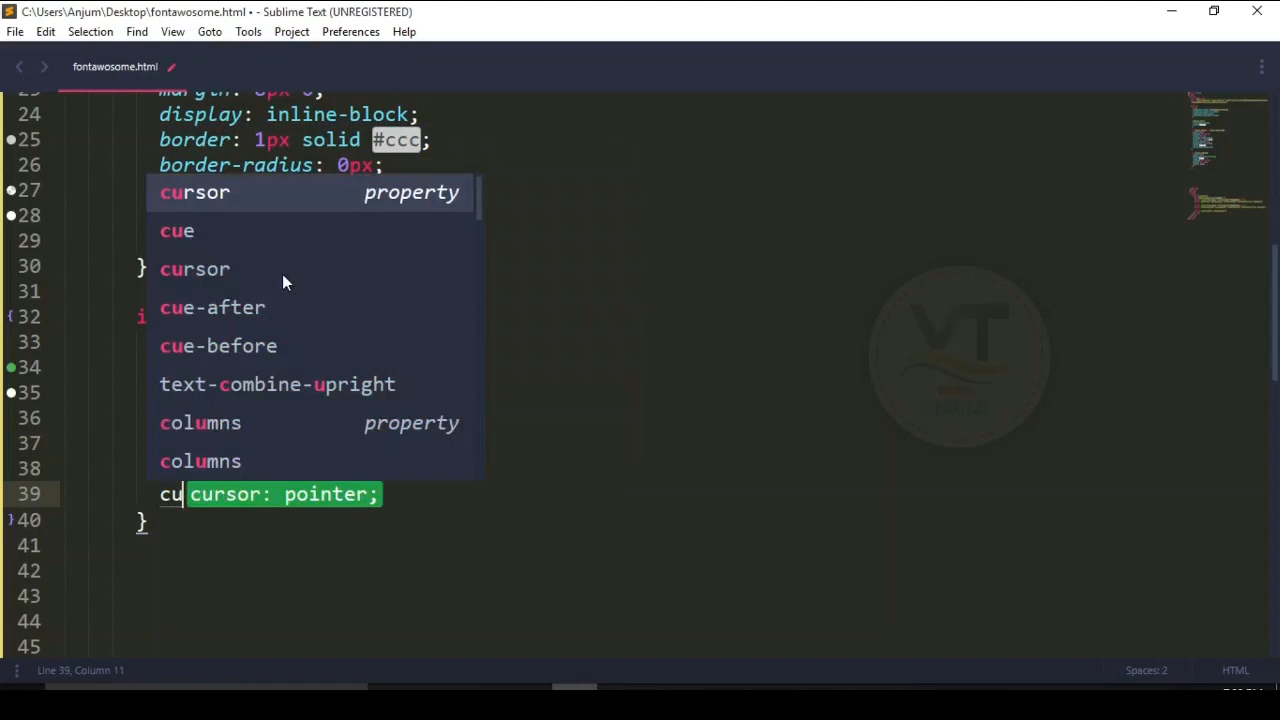 C:\Users\Anjum\Desktop\fontawosome.html • - Sublime Text (UNREGISTERED)
File Edit Selection Find View Goto Tools Project Preferences Help
fontawosome.html
24 display: inline-block;
25 border: 1px solid #ccc;
26 border-radius: 0px;
27 cursor property
28
cue
29
30 } cursor
31 cue-after
32 i
33 cue-before
34
35 text-combine-upright
36 columns property
37
38 columns
39 cu cursor: pointer;
40 }
41
42
43
44
45
VT
Line 39, Column 11 Spaces: 2 HTML